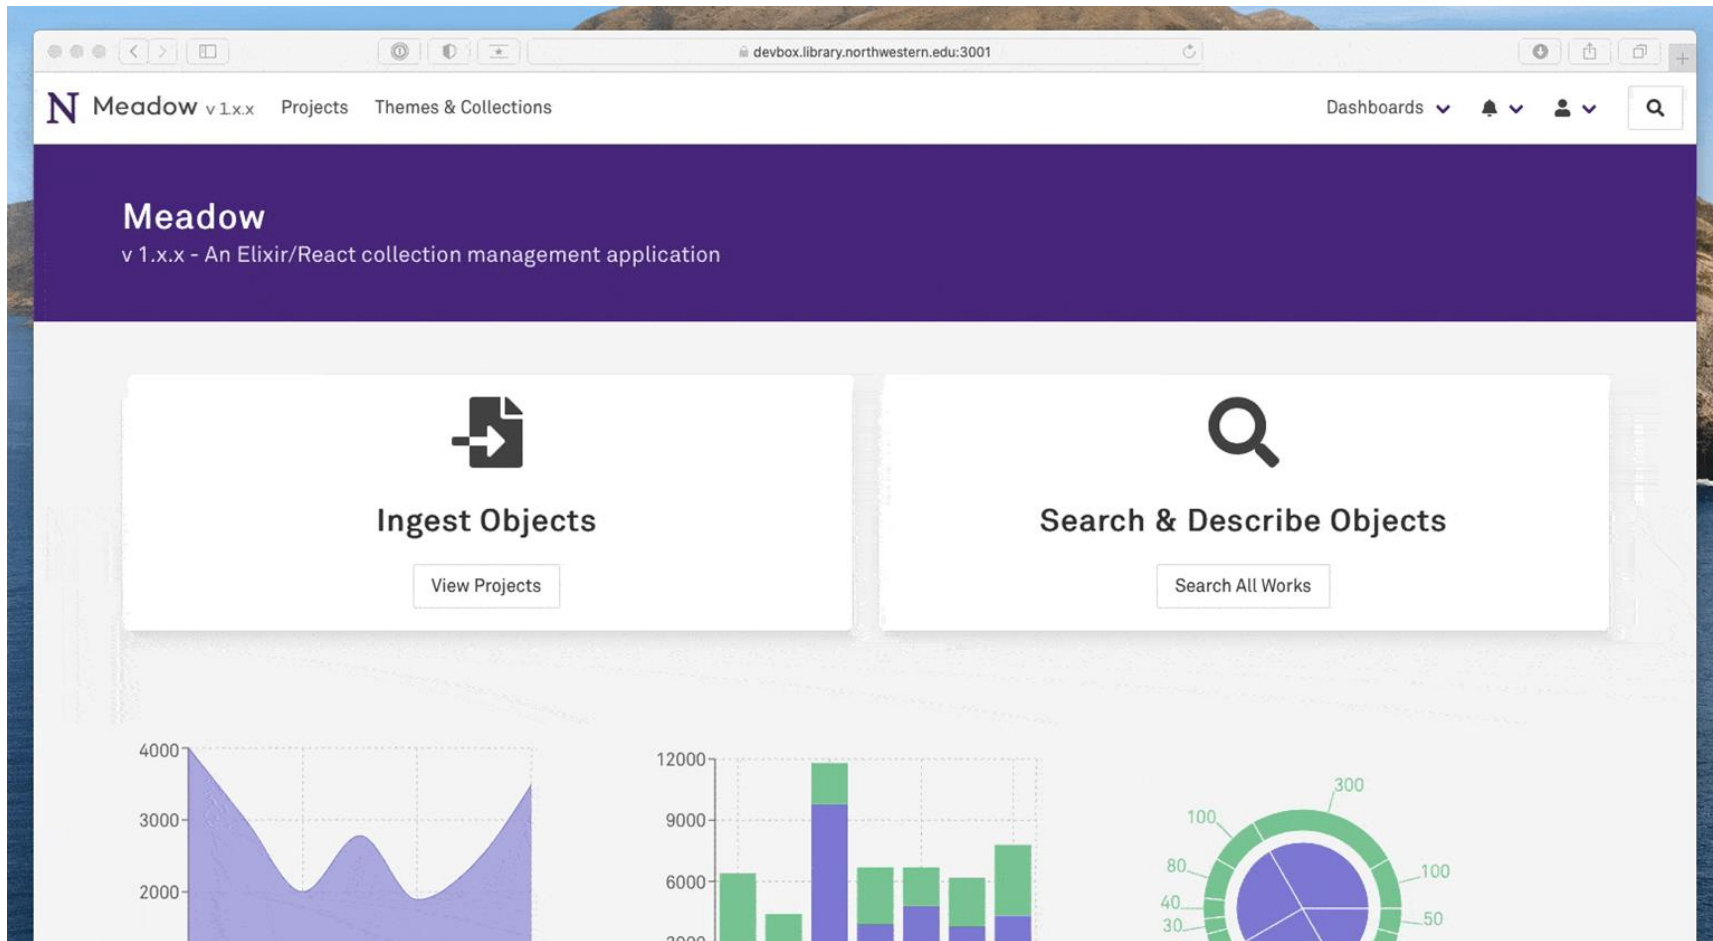 devbox.library.northwestern.edu:3001
N Meadow v 1.x.x Projects Themes & Collections Dashboards
Meadow
v 1.x.x - An Elixir/React collection management application
Ingest Objects
View Projects
Search & Describe Objects
Search All Works
4000
3000
2000
12000
9000
6000
3000
300
100
80
40
30
100
50